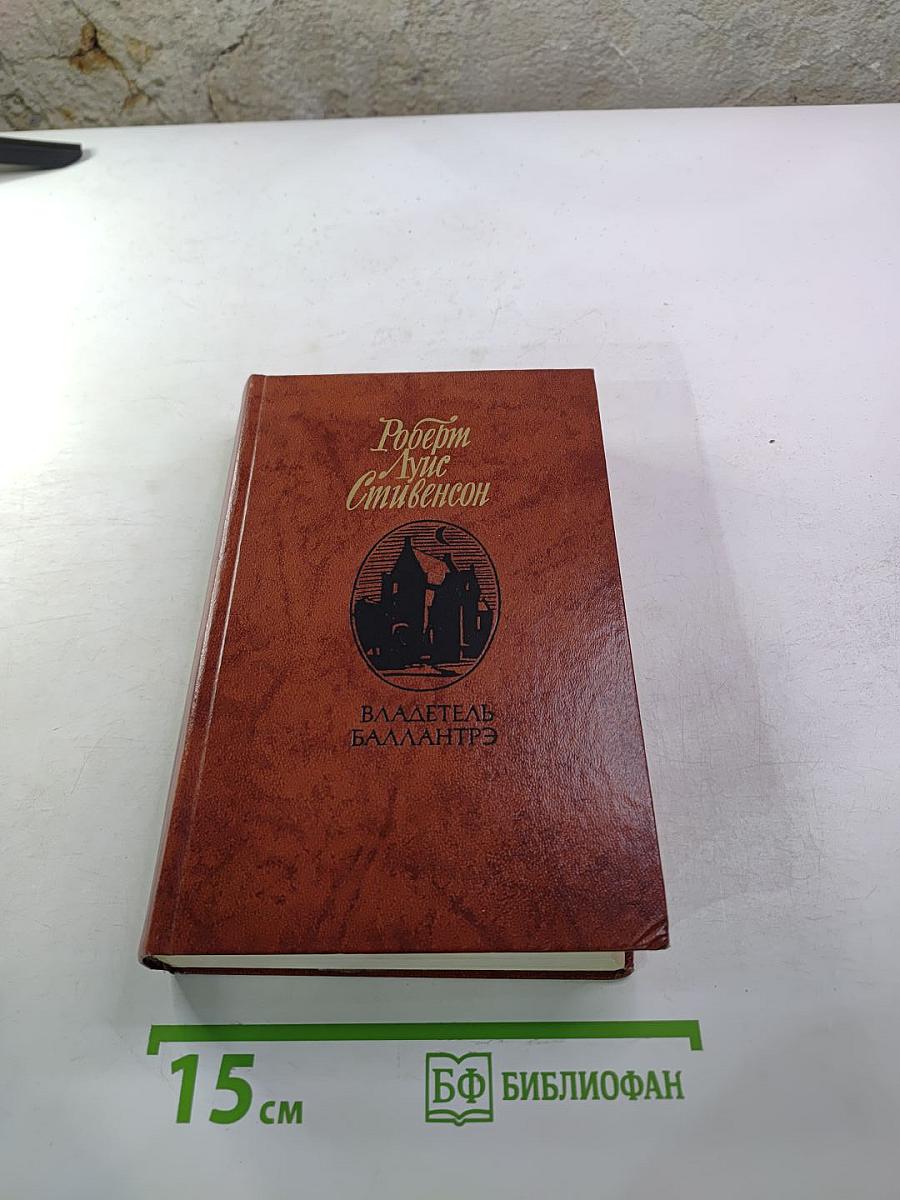 Роберт
Луис
Стивенсон
ВЛАДЕТЕЛЬ
БАЛЛАНТРЭ
15 см
БФ БИБЛИОФАН